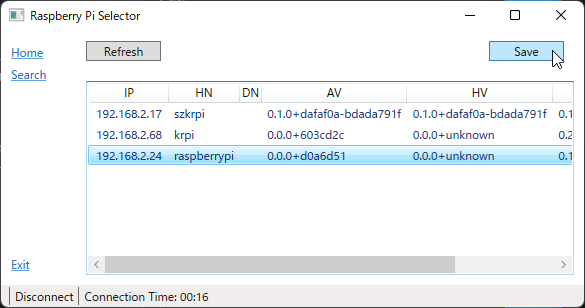 Raspberry Pi Selector
Home
Search
Exit
Refresh
Save
IP HN DN AV HV
192.168.2.17 szkrpi 0.1.0+dafaf0a-bdada791f 0.1.0+dafaf0a-bdada791f 0.1
192.168.2.68 krpi 0.0.0+603cd2c 0.0.0+unknown 0.2
192.168.2.24 raspberrypi 0.0.0+d0a6d51 0.0.0+unknown 0.1
Disconnect Connection Time: 00:16